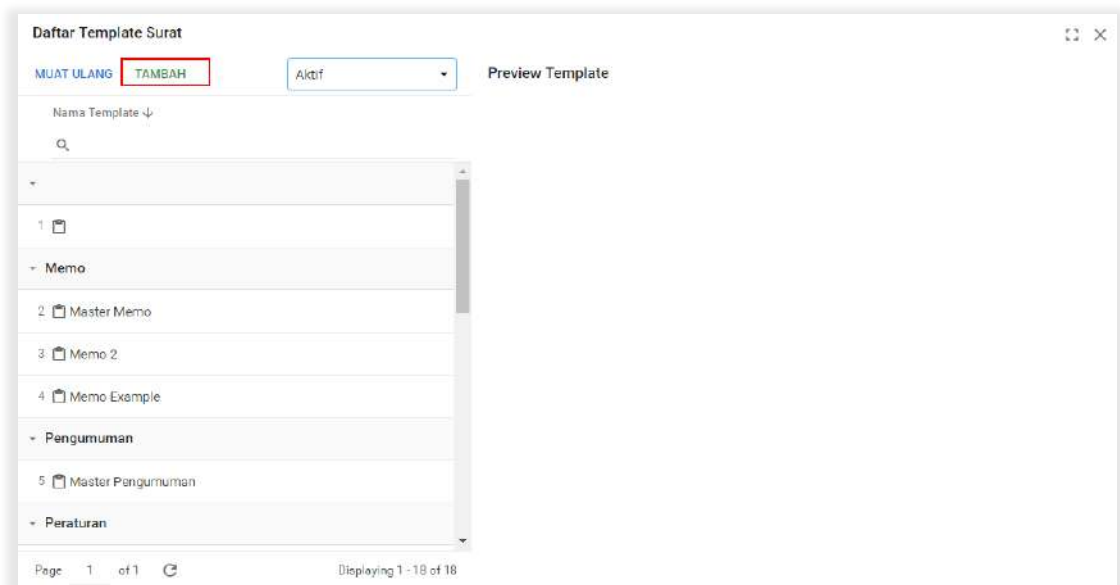 Daftar Template Surat
MUAT ULANG TAMBAH Aktif Preview Template
Nama Template
1
Memo
2 Master Memo
3 Memo 2
4 Memo Example
Pengumuman
5 Master Pengumuman
Peraturan
Page 1 of 1 Displaying 1 - 18 of 18